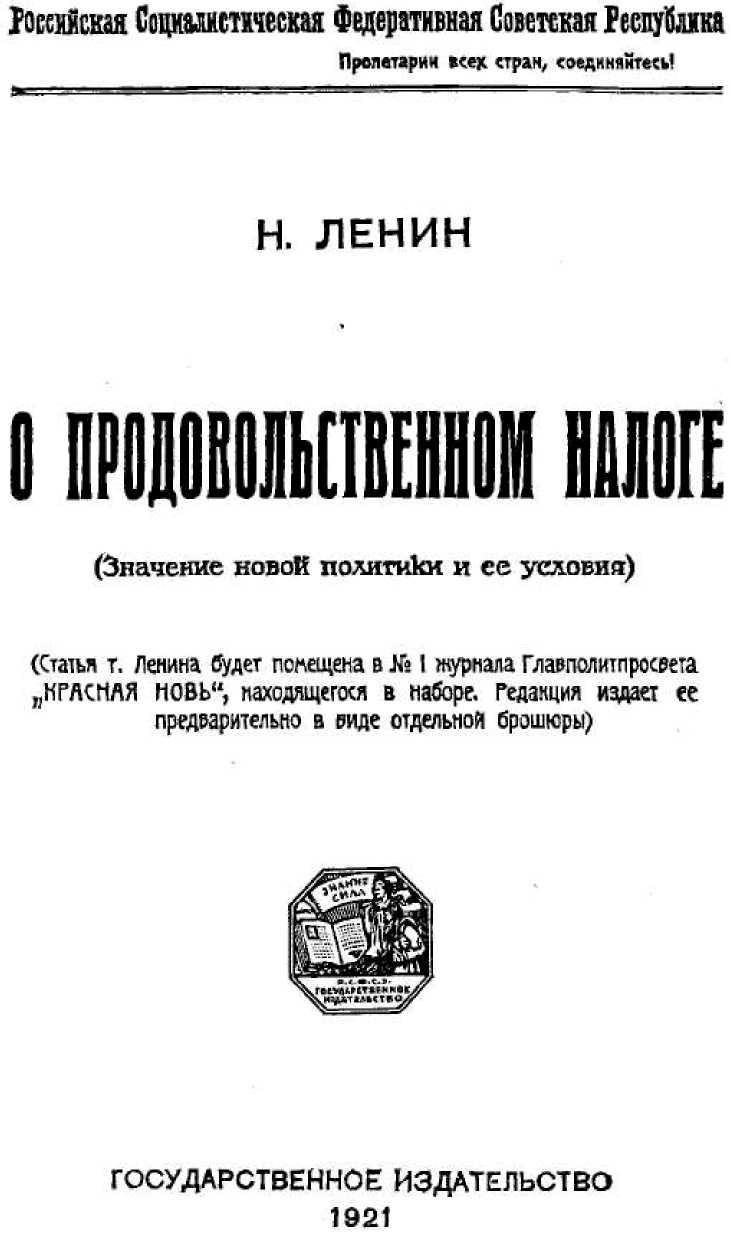 Российская Социалистическая Федеративная Советская Республика
Пролетарии всех стран, соединяйтесь!
Н. ЛЕНИН
О ПРОДОВОЛЬСТВЕННОМ НАЛОГЕ
(Значение новой политики и ее условия)
(Статья т. Ленина будет помещена в № 1 журнала Главполитпросвета
„КРАСНАЯ НОВЬ“, находящегося в наборе. Редакция издает ее
предварительно в виде отдельной брошюры)
ЗНАНИЕ
СИЛА
Р.С.Ф.С.Р.
ГОСУДАРСТВЕННОЕ
ИЗДАТЕЛЬСТВО
ГОСУДАРСТВЕННОЕ ИЗДАТЕЛЬСТВО
1921